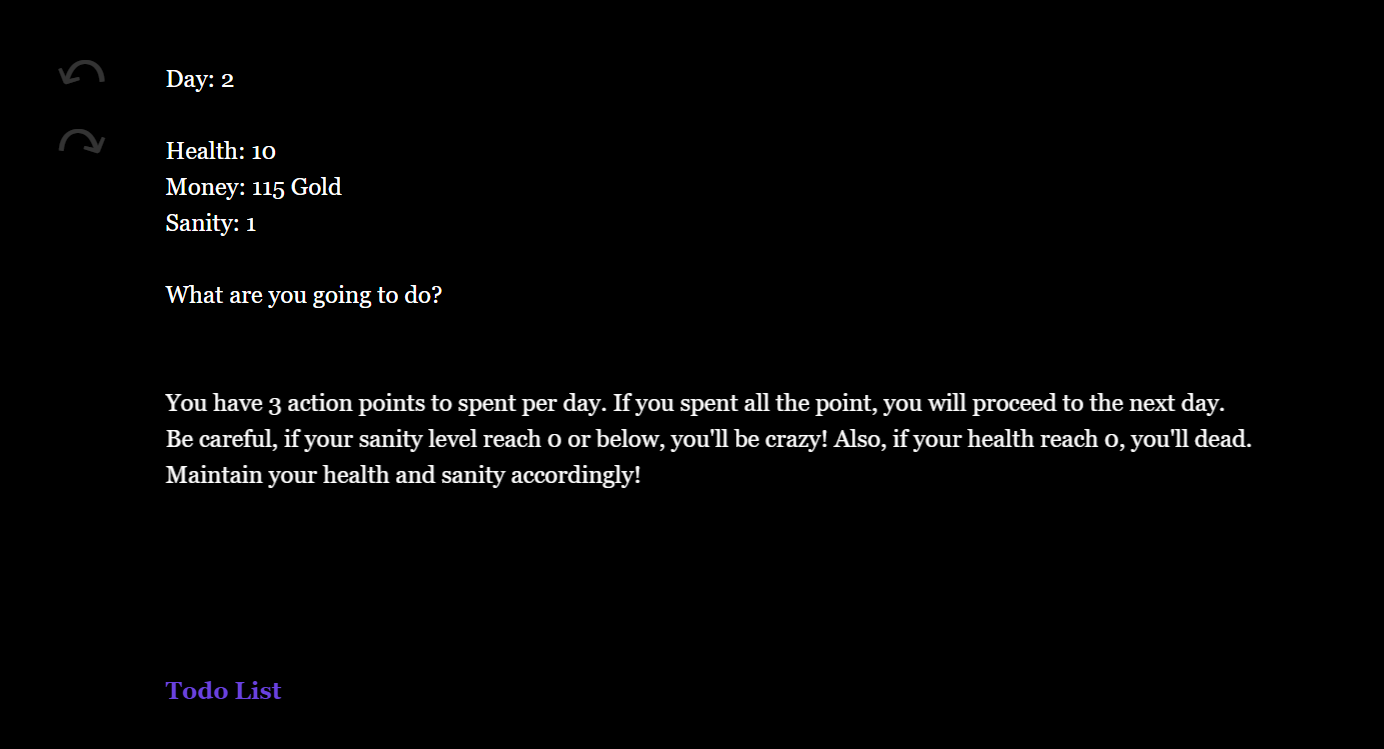 Day: 2
Health: 10
Money: 115 Gold
Sanity: 1
What are you going to do?
You have 3 action points to spent per day. If you spent all the point, you will proceed to the next day.
Be careful, if your sanity level reach 0 or below, you'll be crazy! Also, if your health reach 0, you'll dead.
Maintain your health and sanity accordingly!
Todo List